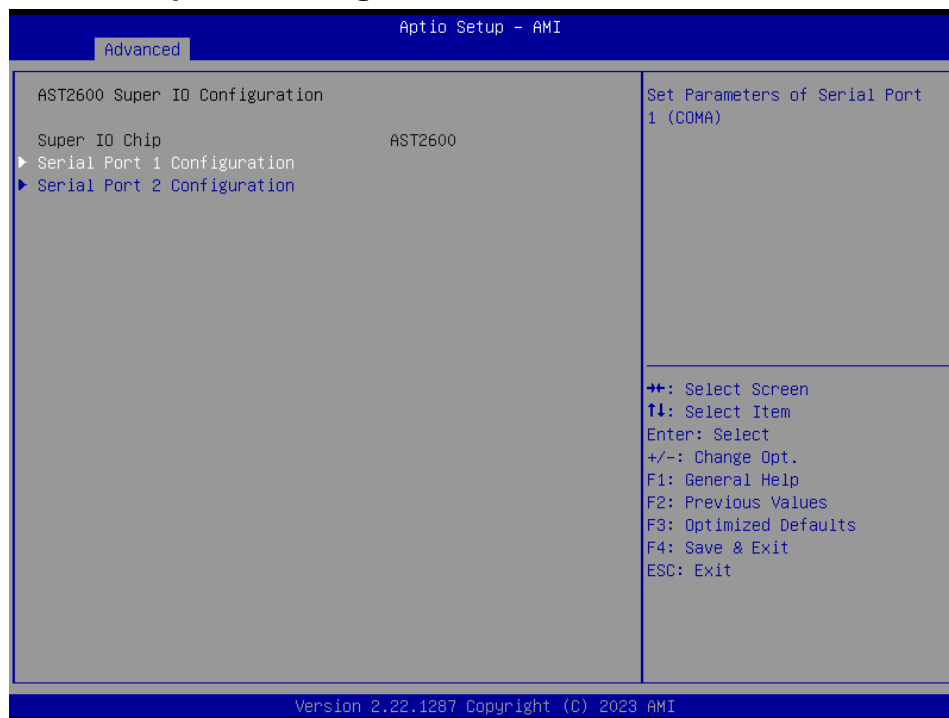 Aptio Setup – AMI
Advanced
AST2600 Super IO Configuration
Super IO Chip AST2600
Serial Port 1 Configuration
Serial Port 2 Configuration
Set Parameters of Serial Port
1 (COMA)
→←: Select Screen
↑↓: Select Item
Enter: Select
+/-: Change Opt.
F1: General Help
F2: Previous Values
F3: Optimized Defaults
F4: Save & Exit
ESC: Exit
Version 2.22.1287 Copyright (C) 2023 AMI